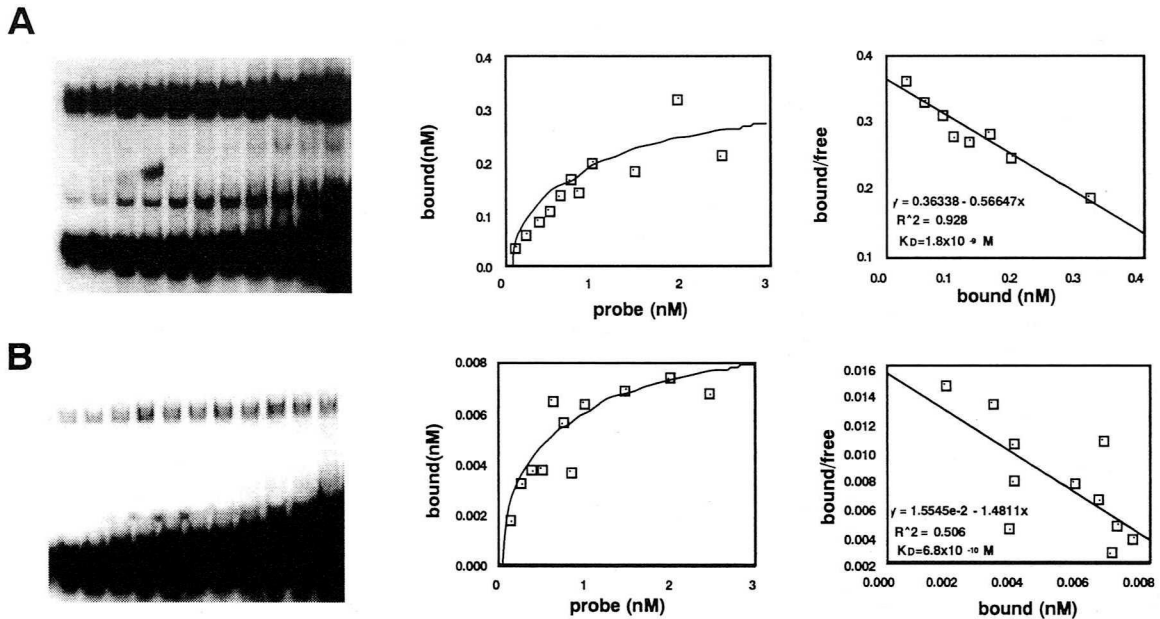 A
0.4
0.3
0.2
0.1
0.0
bound(nM)
0
1
2
3
probe (nM)
0.4
0.3
0.2
0.1
bound/free
y = 0.36338 - 0.56647x
R^2 = 0.928
KD=1.8x10 -9 M
0.0
0.1
0.2
0.3
0.4
bound (nM)
B
0.008
0.006
0.004
0.002
0.000
bound(nM)
0
1
2
3
probe (nM)
0.016
0.014
0.012
0.010
0.008
0.006
0.004
0.002
bound/free
y = 1.5545e-2 - 1.4811x
R^2 = 0.506
KD=6.8x10 -10 M
0.000
0.002
0.004
0.006
0.008
bound (nM)